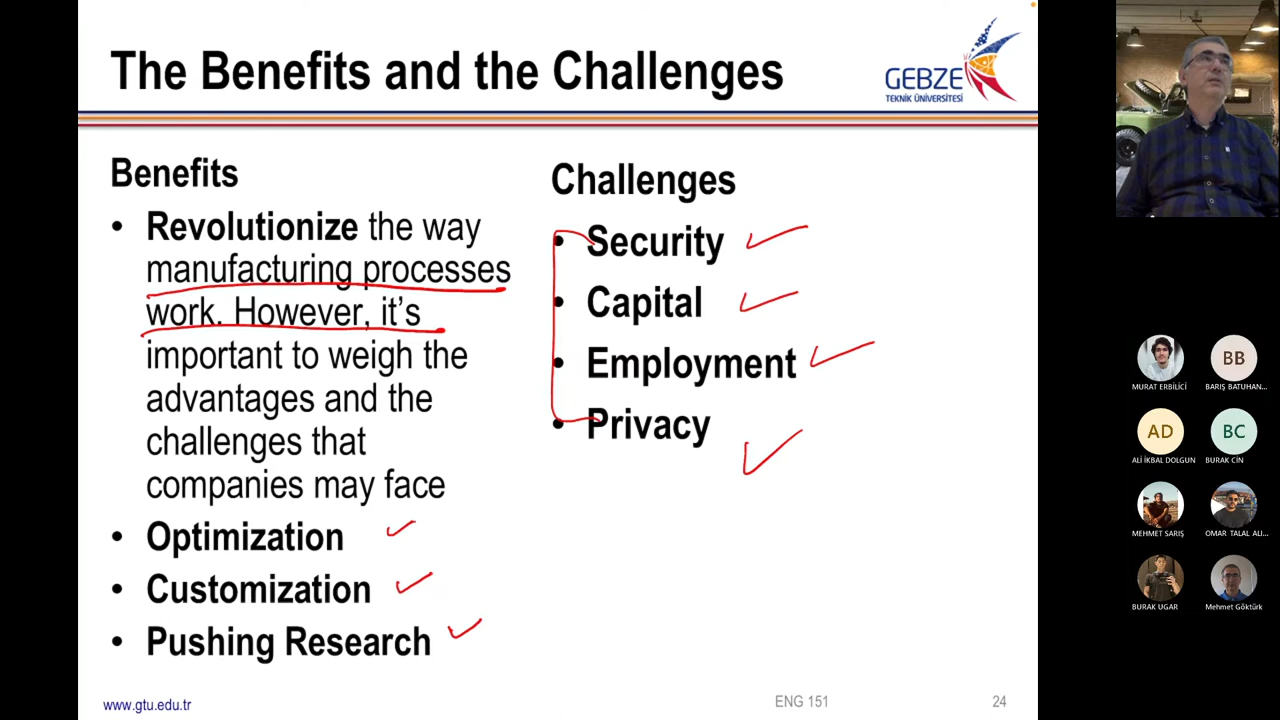 The Benefits and the Challenges
GEBZE
TEKNİK ÜNİVERSİTESİ
Benefits
• Revolutionize the way
manufacturing processes
work. However, it's
important to weigh the
advantages and the
challenges that
companies may face
• Optimization
• Customization
• Pushing Research
Challenges
• Security
• Capital
• Employment
• Privacy
www.gtu.edu.tr
ENG 151
24
MURAT ERBİLİCİ
BB
BARIŞ BATUHAN...
AD
ALİ İKBAL DOLGUN
BC
BURAK CİN
MEHMET SARIŞ
OMAR TALAL ALI...
BURAK UGAR
Mehmet Göktürk